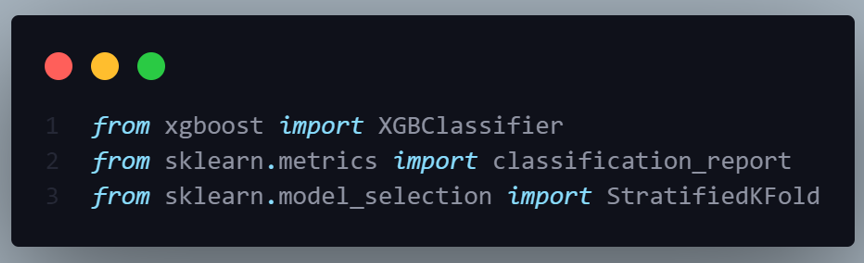 1 from xgboost import XGBClassifier
2 from sklearn.metrics import classification_report
3 from sklearn.model_selection import StratifiedKFold